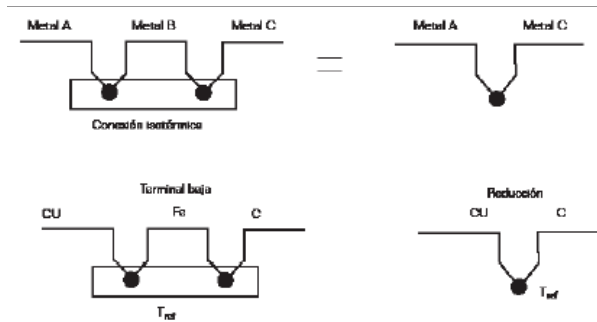 Metal A Metal B Metal C
Metal A Metal C
Conexión isotérmica
Terminal baja
CU Fe C
Tref
Reducción
CU C
Tref